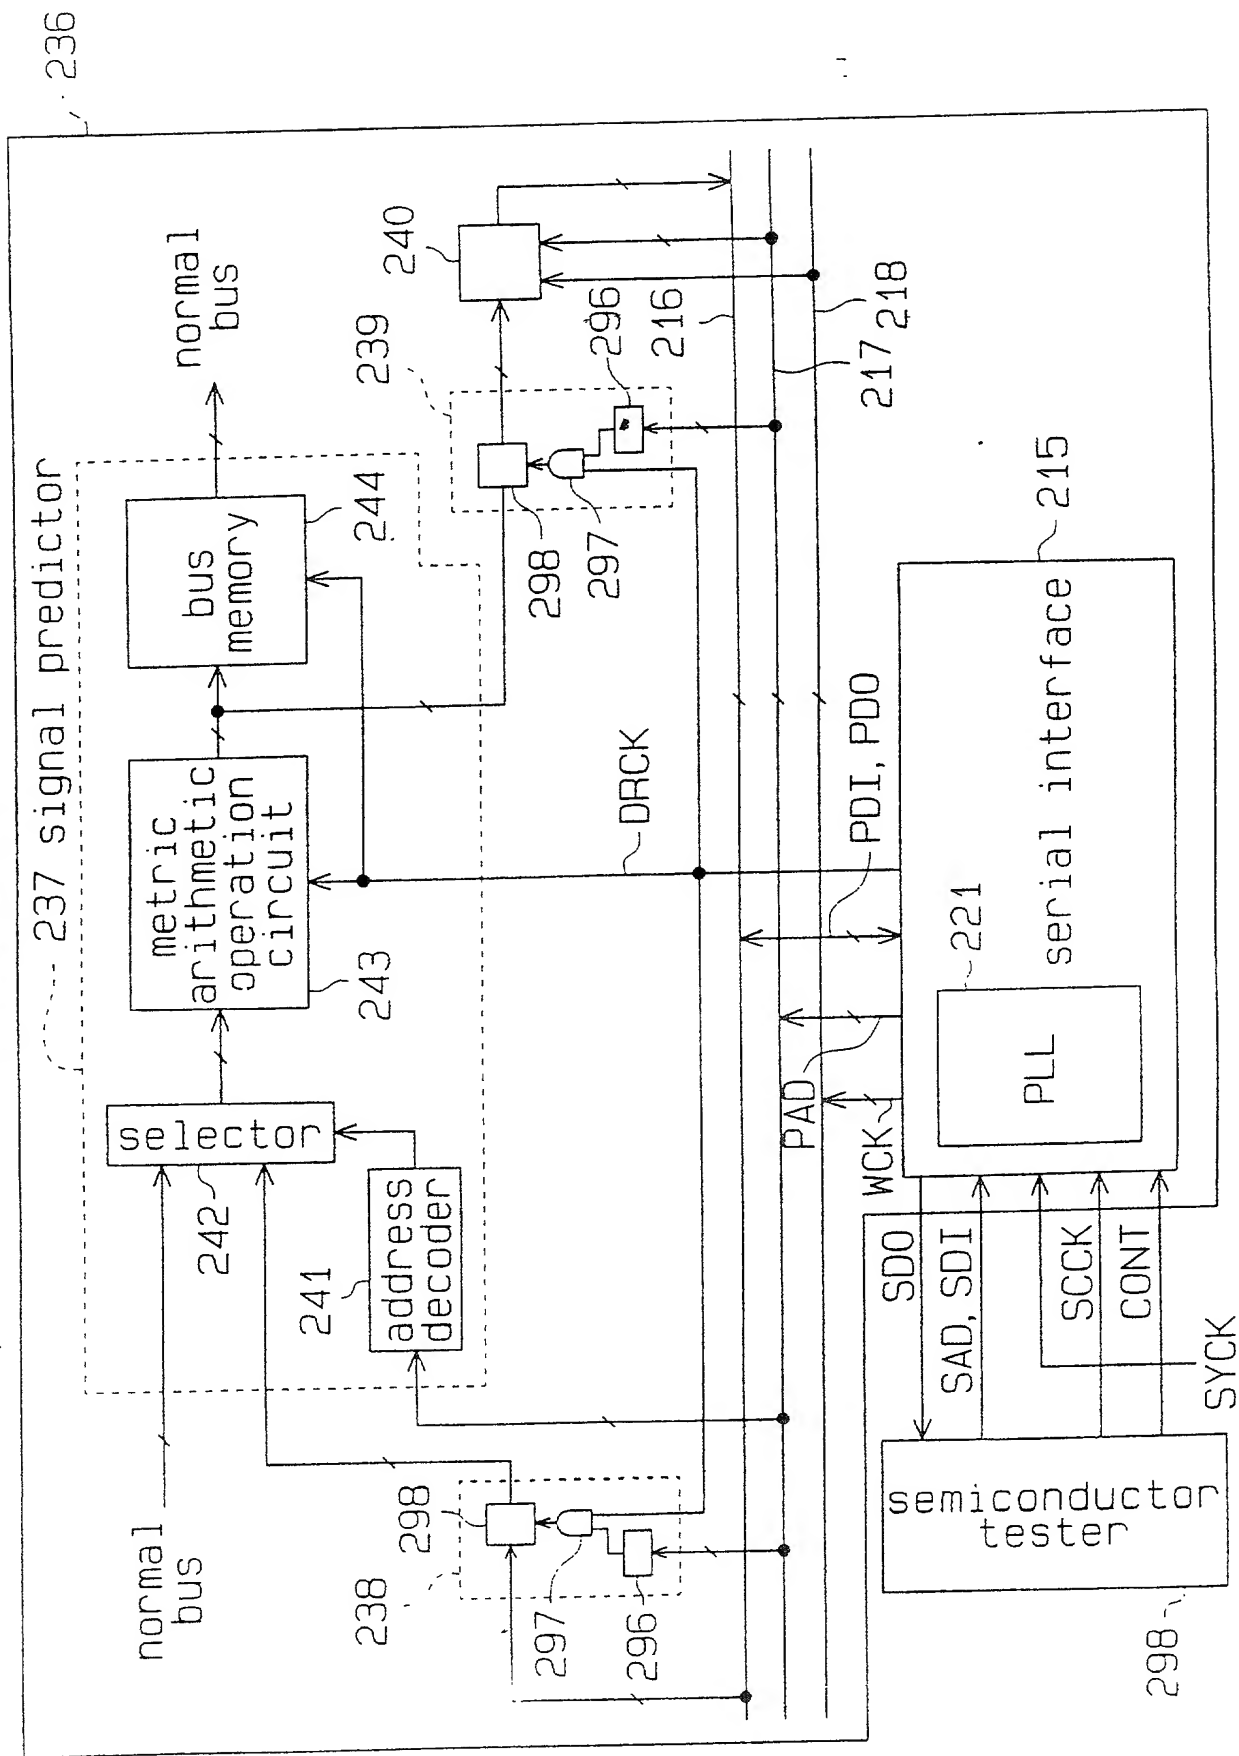 236
237 signal predictor
normal
bus
242
selector
241
address
decoder
243
metric
arithmetic
operation
circuit
244
bus
memory
normal
bus
238
298
297
296
239
298
297
296
240
216
217
218
DRCK
PDI, PDO
PAD
WCK
215
serial interface
221
PLL
SDO
SAD, SDI
SCCK
CONT
SYCK
semiconductor
tester
298